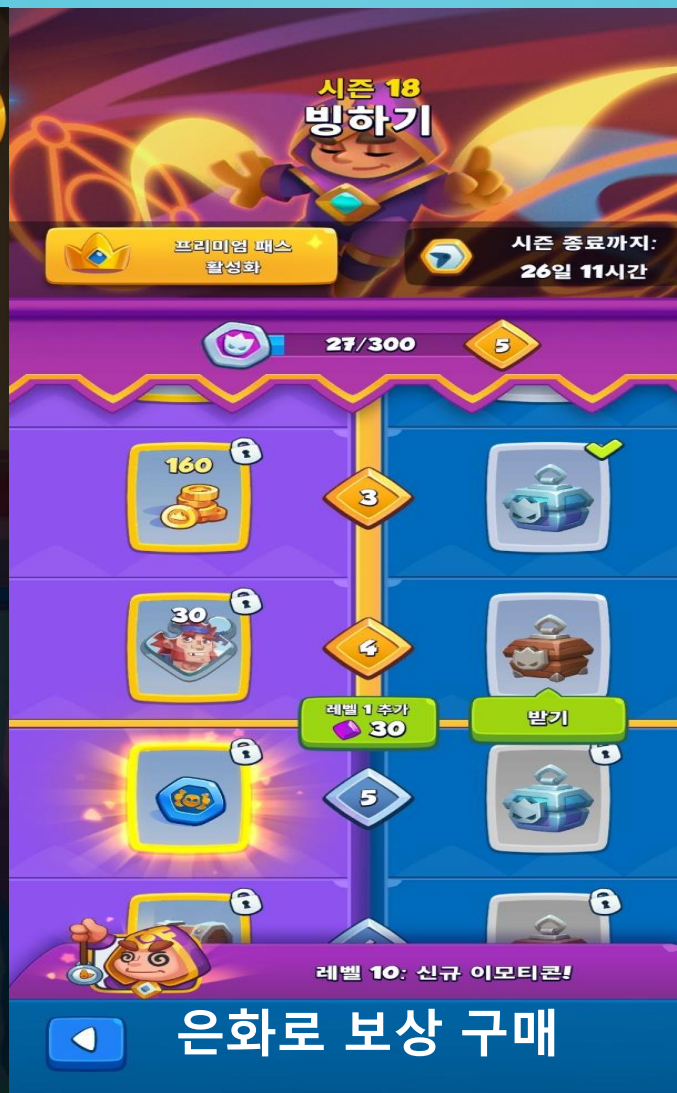 시즌 18
빙하기
프리미엄 패스
활성화
시즌 종료까지:
26일 11시간
27/300
5
160
3
30
4
레벨 1 추가
30
받기
5
레벨 10: 신규 이모티콘!
은화로 보상 구매